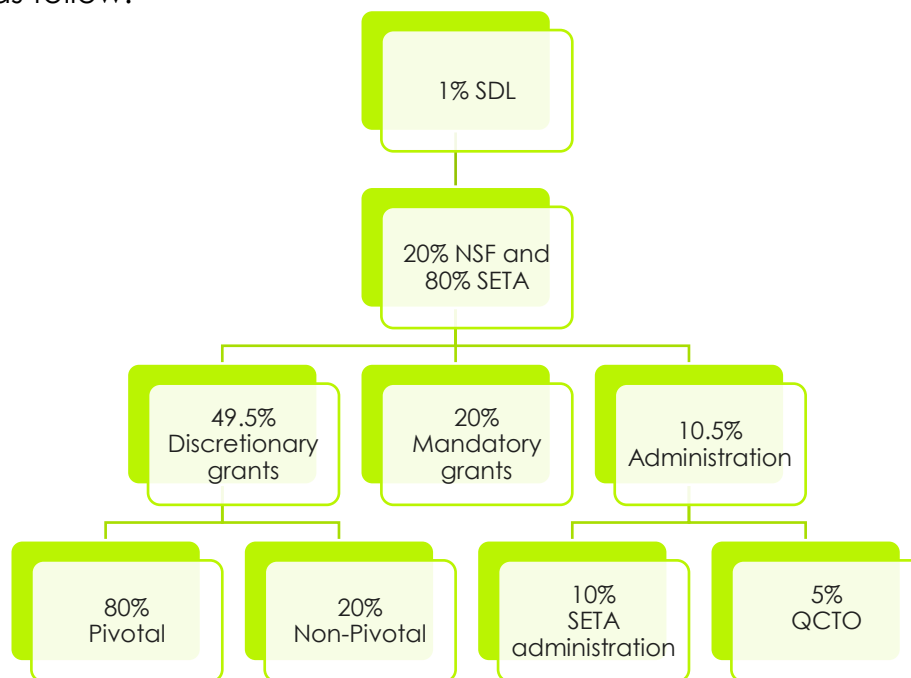 as follow:
1% SDL
20% NSF and
80% SETA
49.5%
Discretionary
grants
20%
Mandatory
grants
10.5%
Administration
80%
Pivotal
20%
Non-Pivotal
10%
SETA
administration
5%
QCTO